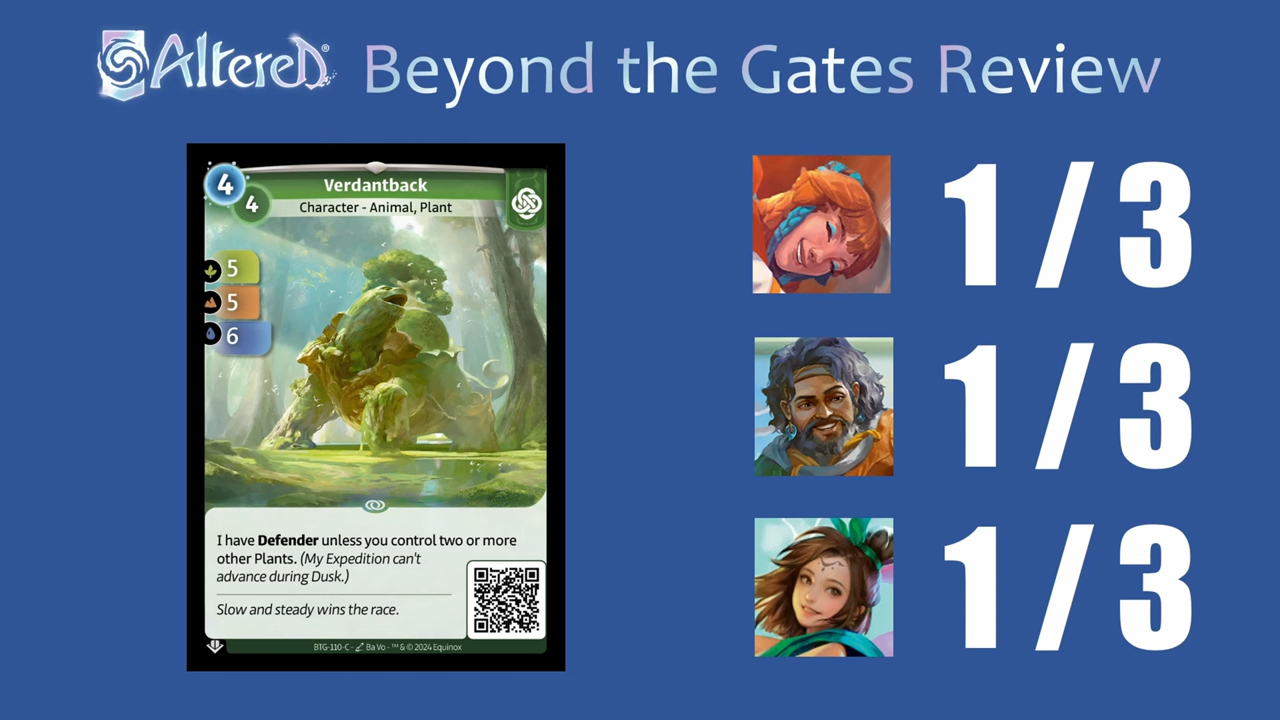 Altered® Beyond the Gates Review
4
4
Verdantback
Character - Animal, Plant
5
5
6
I have Defender unless you control two or more
other Plants. (My Expedition can't
advance during Dusk.)
Slow and steady wins the race.
BTG-110-C - Ba Vo - ™ & © 2024 Equinox
1 / 3
1 / 3
1 / 3